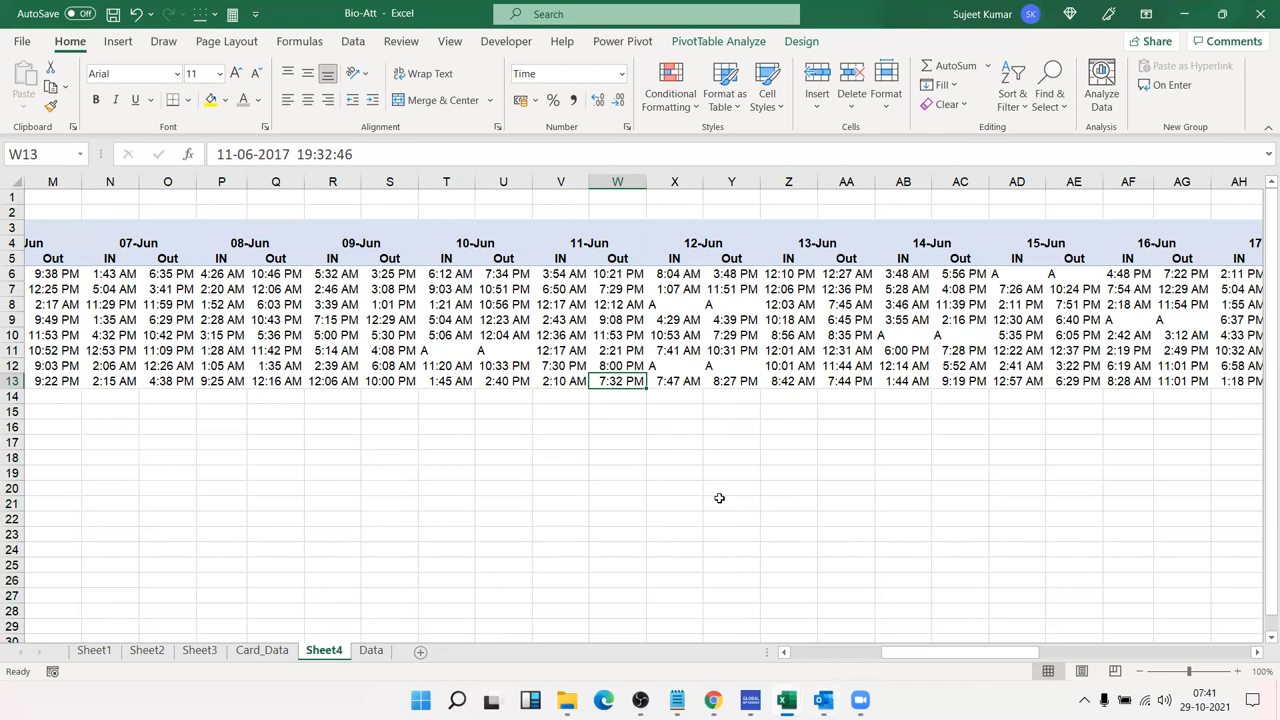 AutoSave Off Bio-Att - Excel Search Sujeet Kumar SK
File Home Insert Draw Page Layout Formulas Data Review View Developer Help Power Pivot PivotTable Analyze Design Share Comments
Paste Arial 11 Wrap Text Time Conditional Formatting Format as Table Cell Styles Insert Delete Format AutoSum Sort & Filter Find & Select Analyze Data Paste as Hyperlink
B I U A Merge & Center % Fill On Enter
Clear
Clipboard Font Alignment Number Styles Cells Editing Analysis New Group
W13 fx 11-06-2017 19:32:46
M N O P Q R S T U V W X Y Z AA AB AC AD AE AF AG AH
1
2
3
4 Jun 07-Jun 08-Jun 09-Jun 10-Jun 11-Jun 12-Jun 13-Jun 14-Jun 15-Jun 16-Jun 17
5 Out IN Out IN Out IN Out IN Out IN Out IN Out IN Out IN Out IN Out IN Out IN
6 9:38 PM 1:43 AM 6:35 PM 4:26 AM 10:46 PM 5:32 AM 3:25 PM 6:12 AM 7:34 PM 3:54 AM 10:21 PM 8:04 AM 3:48 PM 12:10 PM 12:27 AM 3:48 AM 5:56 PM A A 4:48 PM 7:22 PM 2:11 PM
7 12:25 PM 5:04 AM 3:41 PM 2:20 AM 12:06 PM 2:46 AM 3:08 PM 9:03 AM 10:51 PM 6:50 AM 7:29 PM 1:07 AM 11:51 PM 12:06 AM 12:36 PM 5:28 AM 4:08 PM 7:26 AM 10:24 PM 7:54 AM 12:29 AM 5:04 AM
8 2:17 AM 11:29 PM 11:59 PM 1:52 AM 6:03 PM 3:39 AM 1:01 PM 1:21 AM 10:56 PM 12:17 AM 12:12 AM A A 12:03 AM 7:45 AM 3:46 AM 11:39 PM 2:11 PM 7:51 PM 2:18 AM 11:54 PM 1:55 AM
9 9:49 PM 1:35 AM 6:29 PM 2:28 AM 10:43 PM 7:15 PM 12:29 AM 5:04 AM 12:23 AM 2:43 AM 9:08 PM 4:29 AM 4:39 PM 10:18 AM 6:45 PM 3:55 AM 2:16 PM 12:30 AM 6:40 PM A A 6:37 PM
10 11:53 PM 4:32 PM 10:42 PM 3:15 PM 5:36 PM 5:00 PM 5:30 PM 5:06 AM 12:04 AM 12:36 AM 11:53 PM 10:53 AM 7:29 PM 8:56 AM 8:35 PM A A 5:35 PM 6:05 PM 2:42 AM 3:12 AM 4:33 PM
11 10:52 PM 12:53 PM 11:09 PM 1:28 AM 11:42 PM 5:14 AM 4:08 PM A A 12:17 AM 2:21 PM 7:41 AM 10:31 PM 12:01 AM 12:31 AM 6:00 PM 7:28 PM 12:22 AM 12:37 PM 2:19 AM 2:49 PM 10:32 AM
12 9:03 PM 2:06 AM 12:26 AM 1:05 AM 1:35 AM 2:39 AM 6:08 AM 11:20 AM 10:33 PM 7:30 PM 8:00 PM A A 10:01 AM 11:44 PM 12:14 AM 5:52 AM 2:41 AM 3:22 PM 6:19 AM 11:01 PM 6:58 AM
13 9:22 PM 2:15 AM 4:38 PM 9:25 AM 12:16 AM 12:06 AM 10:00 PM 1:45 AM 2:40 PM 2:10 AM 7:32 PM 7:47 AM 8:27 PM 8:42 AM 7:44 PM 1:44 AM 9:19 PM 12:57 AM 6:29 PM 8:28 AM 11:01 PM 1:18 PM
14
15
16
17
18
19
20
21
22
23
24
25
26
27
28
29
30
Sheet1 Sheet2 Sheet3 Card_Data Sheet4 Data
Ready 100%
07:41
29-10-2021